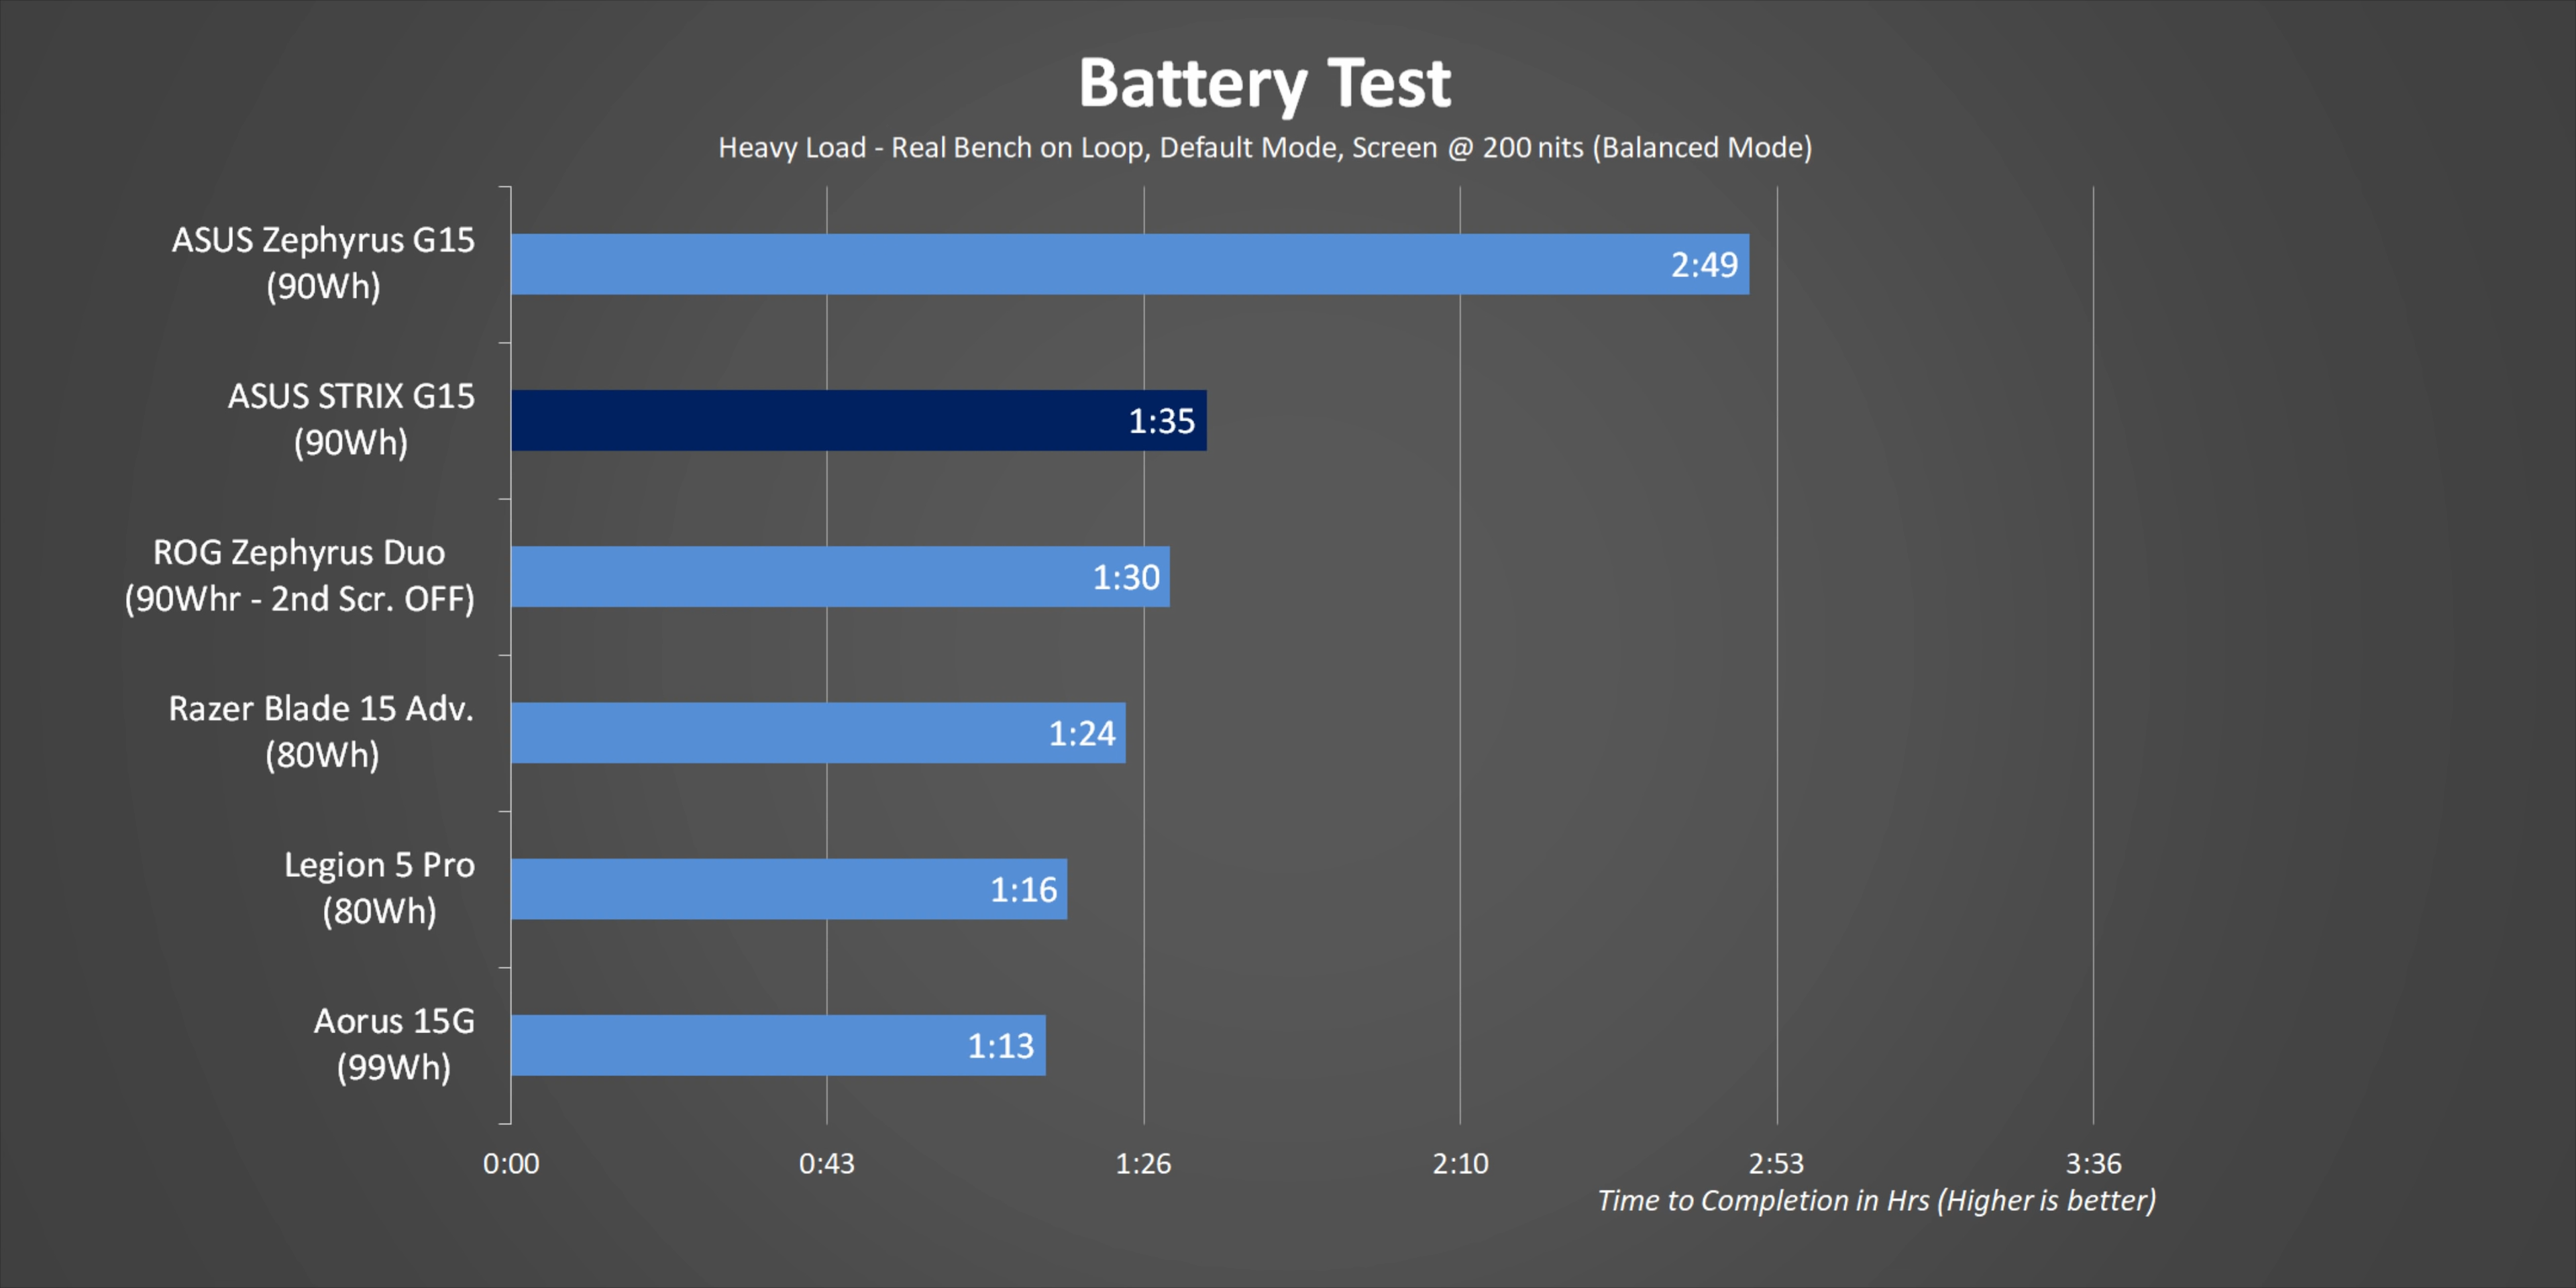 Battery Test
Heavy Load - Real Bench on Loop, Default Mode, Screen @ 200 nits (Balanced Mode)
ASUS Zephyrus G15
(90Wh)
2:49
ASUS STRIX G15
(90Wh)
1:35
ROG Zephyrus Duo
(90Whr - 2nd Scr. OFF)
1:30
Razer Blade 15 Adv.
(80Wh)
1:24
Legion 5 Pro
(80Wh)
1:16
Aorus 15G
(99Wh)
1:13
0:00 0:43 1:26 2:10 2:53 3:36
Time to Completion in Hrs (Higher is better)